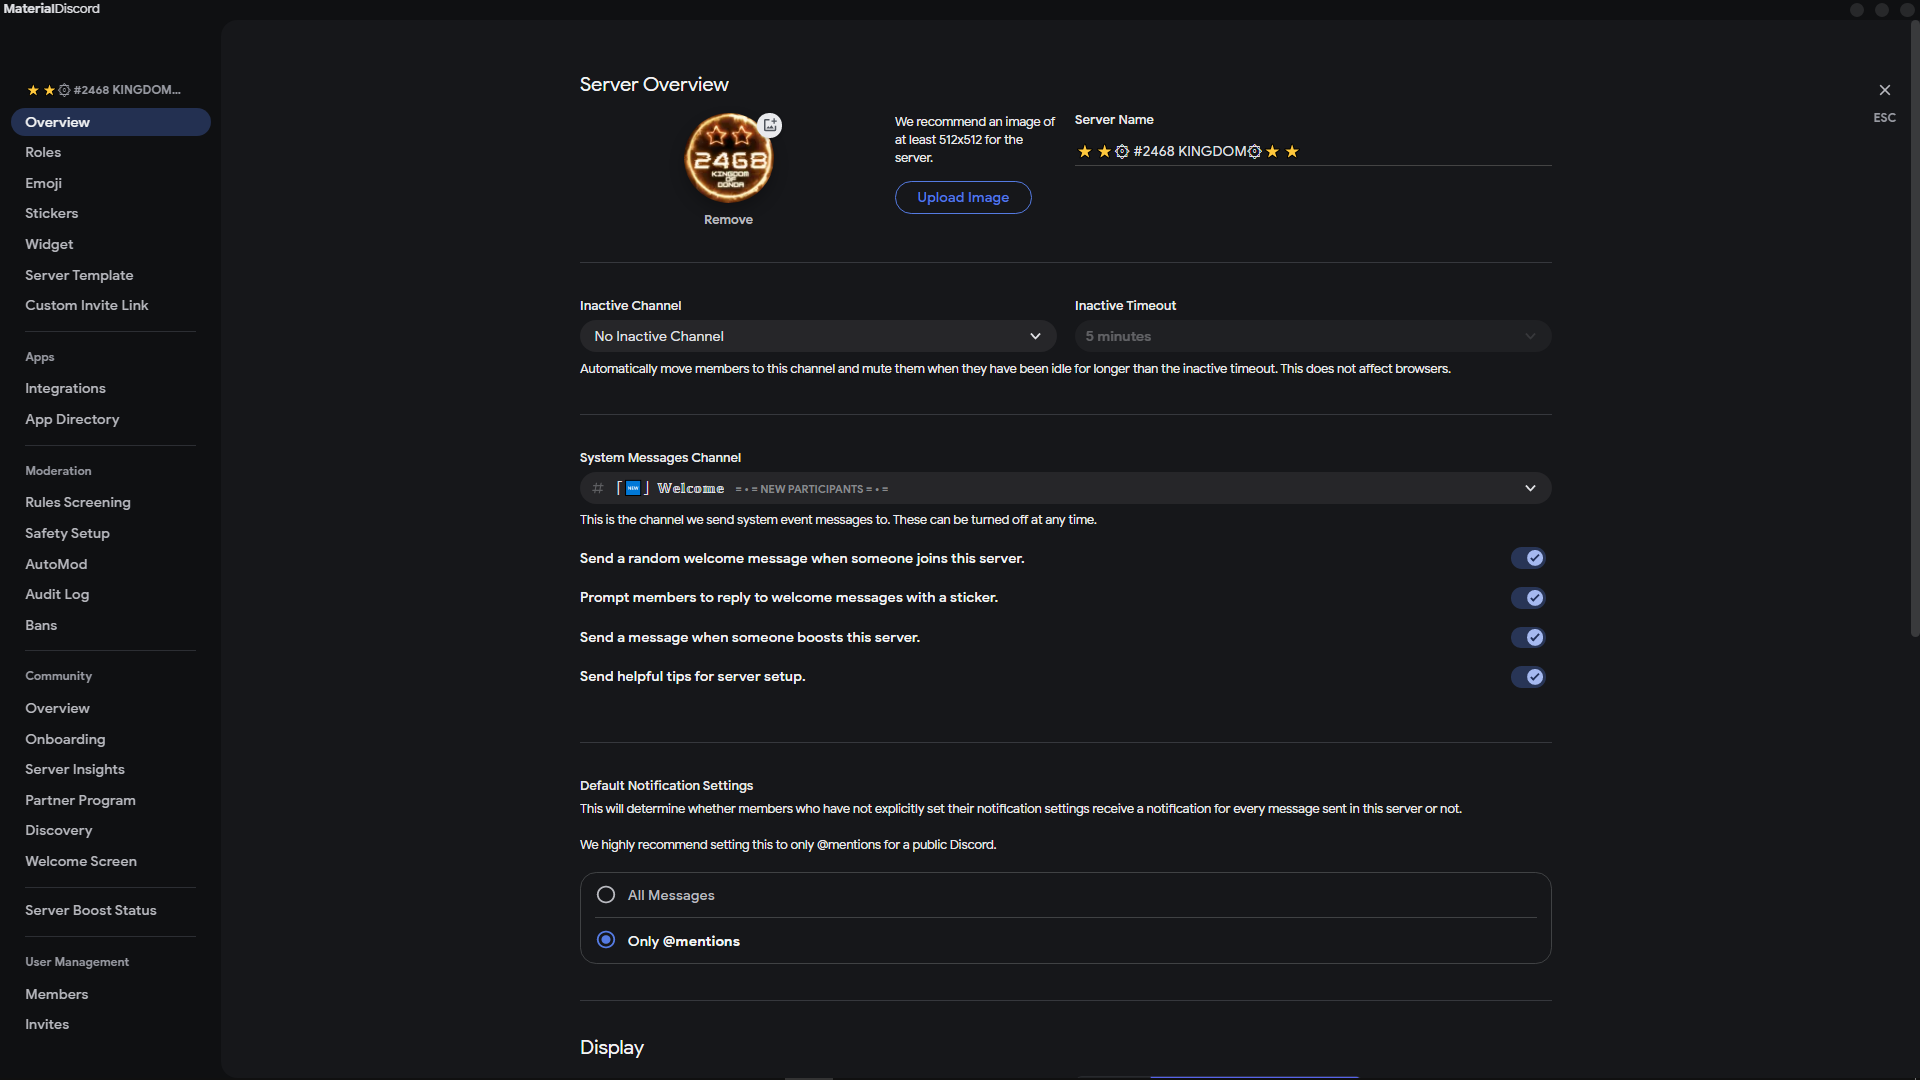 MaterialDiscord
⭐⭐⚙ #2468 KINGDOM...
Overview
Roles
Emoji
Stickers
Widget
Server Template
Custom Invite Link
Apps
Integrations
App Directory
Moderation
Rules Screening
Safety Setup
AutoMod
Audit Log
Bans
Community
Overview
Onboarding
Server Insights
Partner Program
Discovery
Welcome Screen
Server Boost Status
User Management
Members
Invites
Server Overview
2468
KINGDOM
OF
DONDA
Remove
We recommend an image of
at least 512x512 for the
server.
Upload Image
Server Name
⭐⭐⚙ #2468 KINGDOM⚙⭐⭐
ESC
Inactive Channel
No Inactive Channel
Inactive Timeout
5 minutes
Automatically move members to this channel and mute them when they have been idle for longer than the inactive timeout. This does not affect browsers.
System Messages Channel
# ⌈🆕⌋ 𝕎𝕖𝕝𝕔𝕠𝕞𝕖 = • = NEW PARTICIPANTS = • =
This is the channel we send system event messages to. These can be turned off at any time.
Send a random welcome message when someone joins this server.
Prompt members to reply to welcome messages with a sticker.
Send a message when someone boosts this server.
Send helpful tips for server setup.
Default Notification Settings
This will determine whether members who have not explicitly set their notification settings receive a notification for every message sent in this server or not.
We highly recommend setting this to only @mentions for a public Discord.
All Messages
Only @mentions
Display